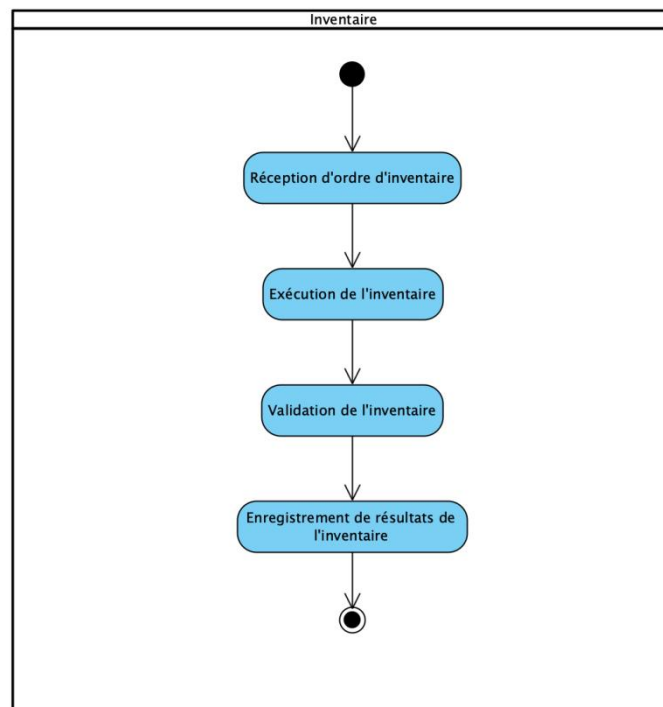 Inventaire
Réception d'ordre d'inventaire
Exécution de l'inventaire
Validation de l'inventaire
Enregistrement de résultats de
l'inventaire